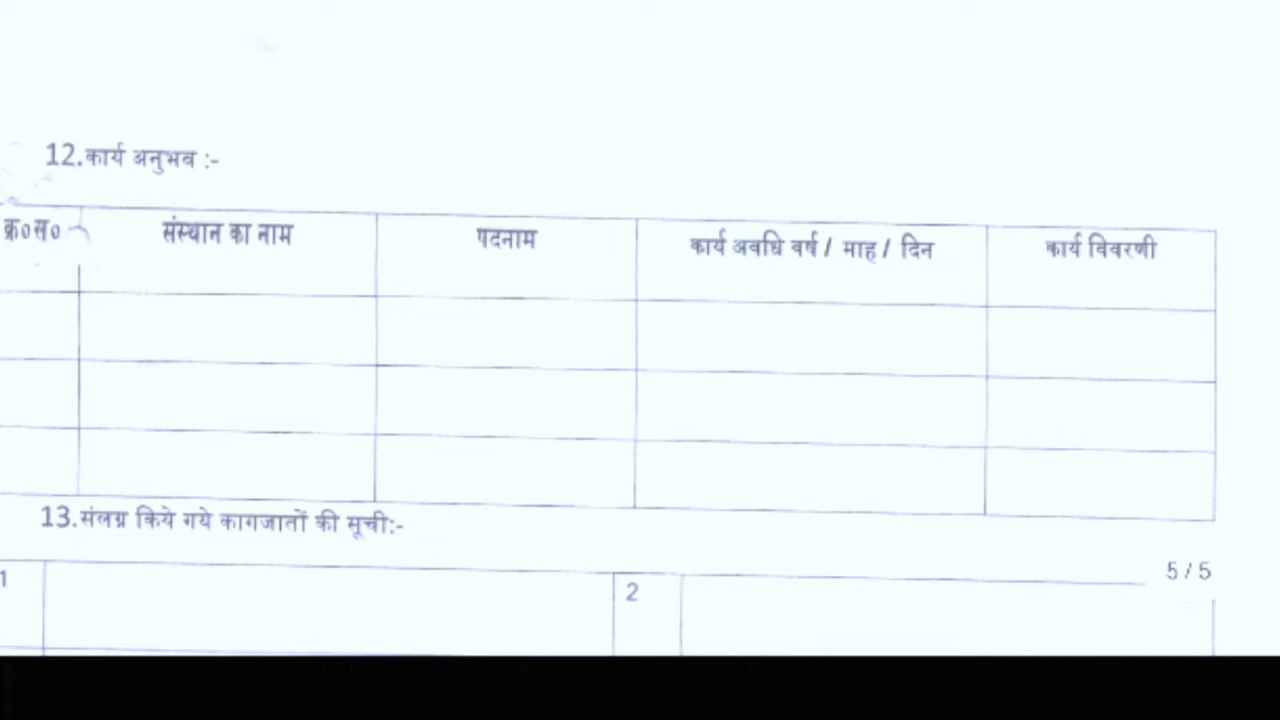 12.कार्य अनुभव :-
क्र०स० संस्थान का नाम पदनाम कार्य अवधि वर्ष / माह / दिन कार्य विवरणी
13.संलग्न किये गये कागजातों की सूची:-
5 / 5
1 2